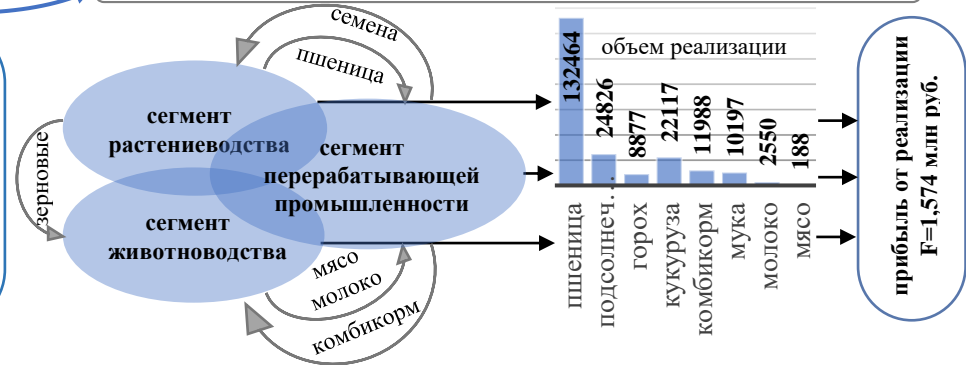 семена
пшеница
сегмент
растениеводства
сегмент
перерабатывающей
промышленности
зерновые
сегмент
животноводства
мясо
молоко
комбикорм
объем реализации
132464
24826
8877
22117
11988
10197
2550
188
пшеница
подсолнеч…
горох
кукуруза
комбикорм
мука
молоко
мясо
прибыль от реализации
F=1,574 млн руб.